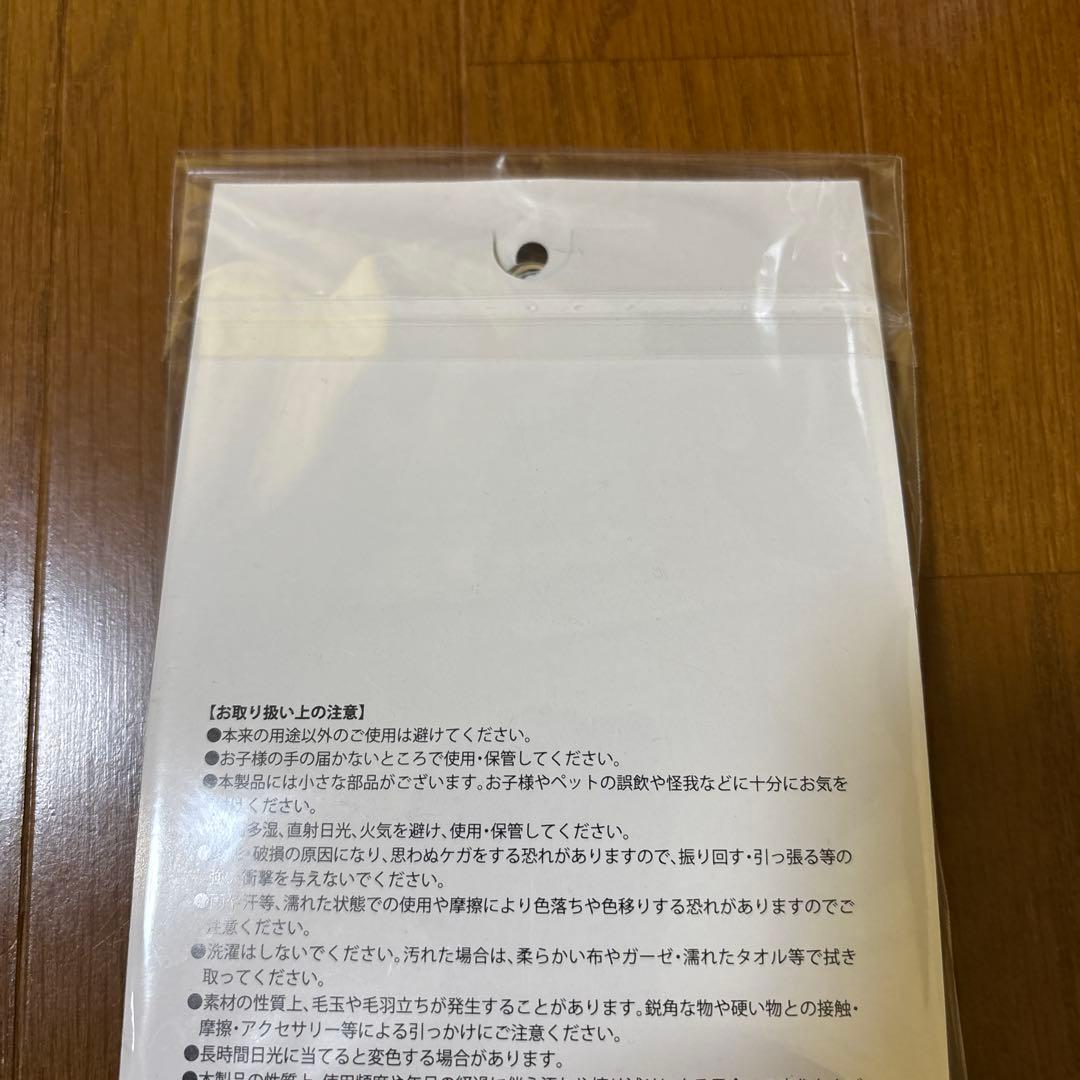 【お取り扱い上の注意】
●本来の用途以外のご使用は避けてください。
●お子様の手の届かないところで使用・保管してください。
●本製品には小さな部品がございます。お子様やペットの誤飲や怪我などに十分にお気を
ください。
多湿、直射日光、火気を避け、使用・保管してください。
・破損の原因になり、思わぬケガをする恐れがありますので、振り回す・引っ張る等の
衝撃を与えないでください。
汗等、濡れた状態での使用や摩擦により色落ちや色移りする恐れがありますのでご
注意ください。
●洗濯はしないでください。汚れた場合は、柔らかい布やガーゼ・濡れたタオル等で拭き
取ってください。
●素材の性質上、毛玉や毛羽立ちが発生することがあります。鋭角な物や硬い物との接触・
摩擦・アクセサリー等による引っかけにご注意ください。
●長時間日光に当てると変色する場合があります。
●本製品の性質上、使用頻度や